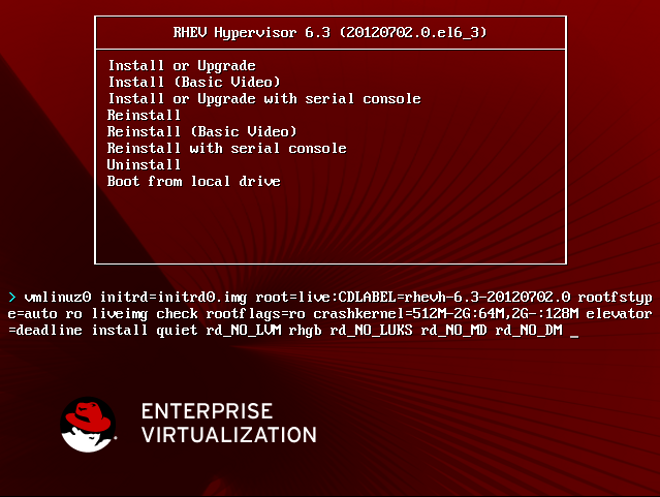 RHEV Hypervisor 6.3 (20120702.0.el6_3)
Install or Upgrade
Install (Basic Video)
Install or Upgrade with serial console
Reinstall
Reinstall (Basic Video)
Reinstall with serial console
Uninstall
Boot from local drive
> vmlinuz0 initrd=initrd0.img root=live:CDLABEL=rhevh-6.3-20120702.0 rootfstyp
e=auto ro liveimg check rootflags=ro crashkernel=512M-2G:64M,2G-:128M elevator
=deadline install quiet rd_NO_LVM rhgb rd_NO_LUKS rd_NO_MD rd_NO_DM _
ENTERPRISE
VIRTUALIZATION